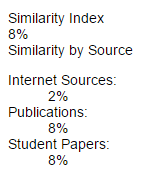 Similarity Index
8%
Similarity by Source
Internet Sources:
2%
Publications:
8%
Student Papers:
8%